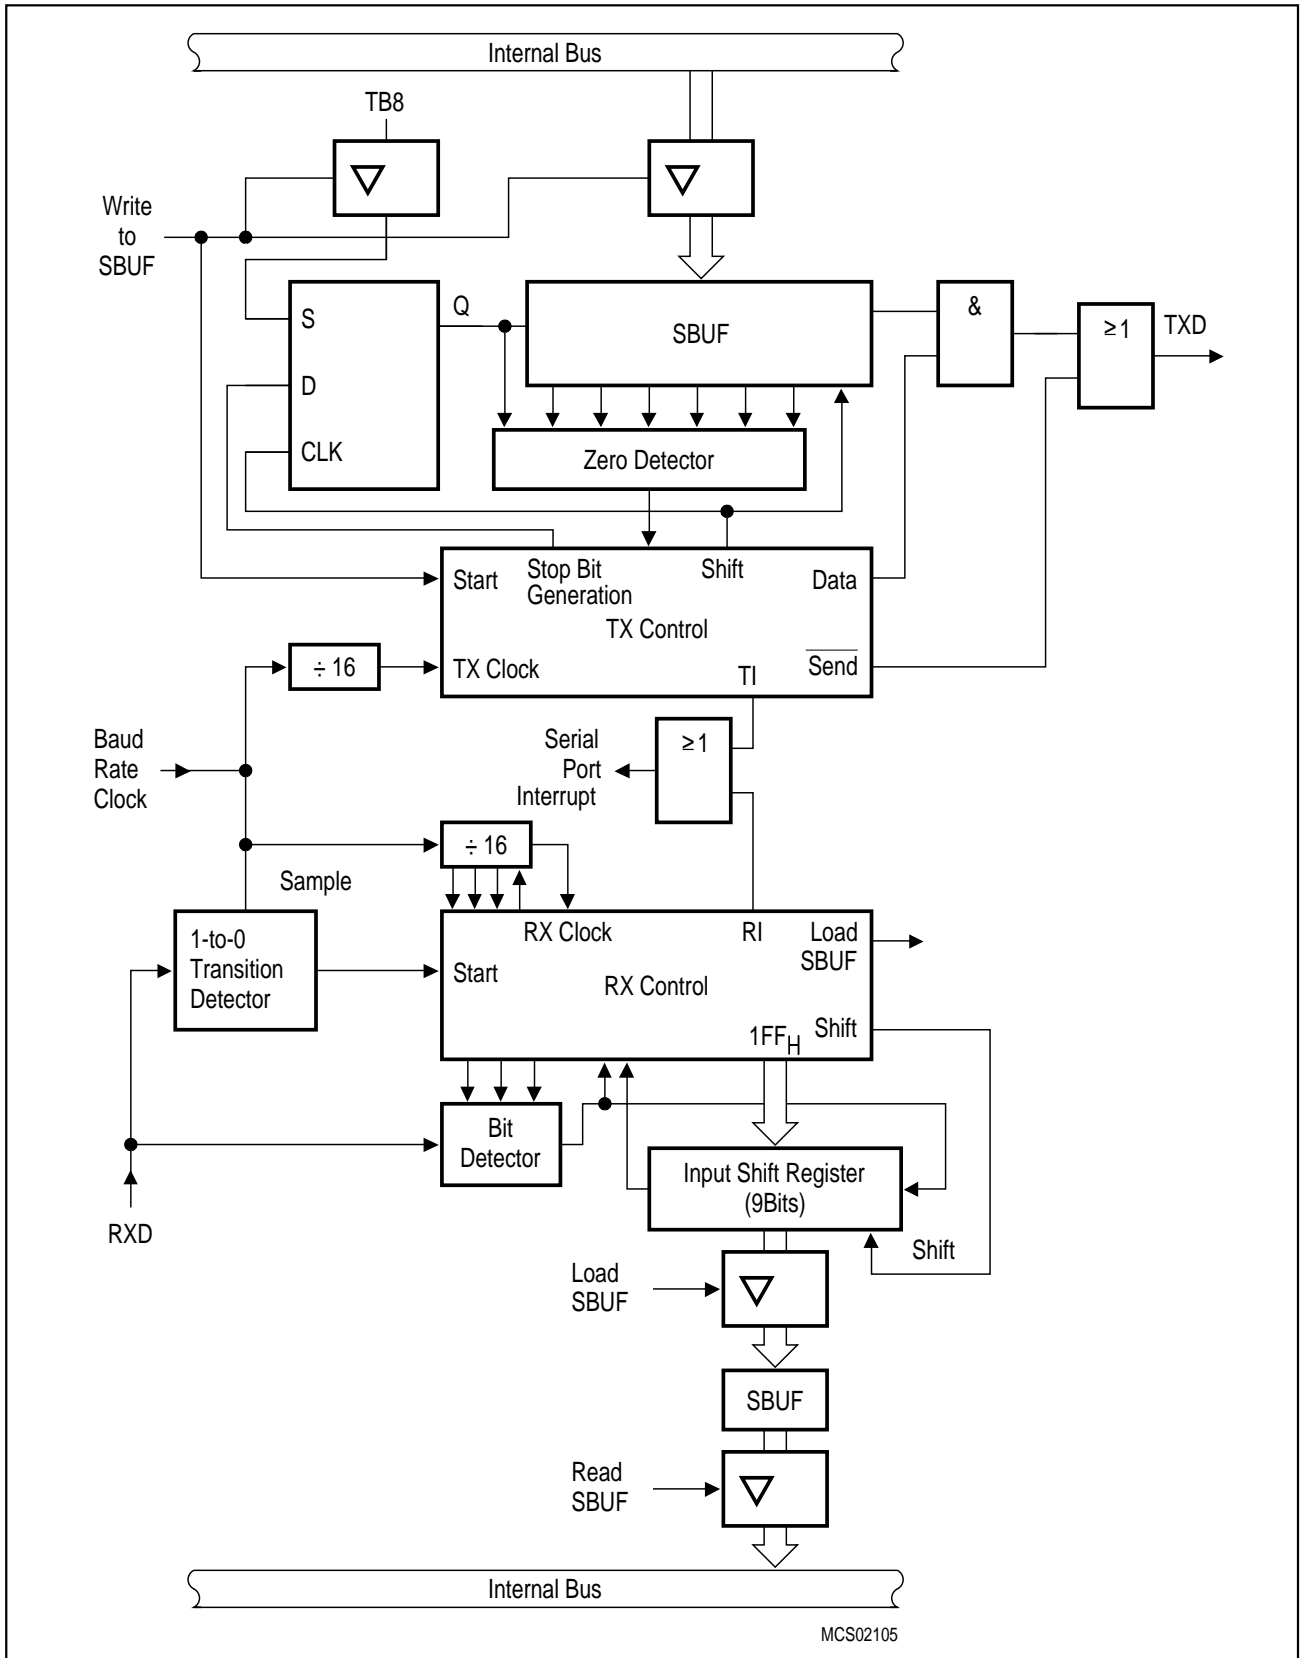 Internal Bus
TB8
Write
to
SBUF
S
D
CLK
Q
SBUF
&
≥1
TXD
Zero Detector
Start
Stop Bit
Generation
Shift
Data
TX Control
÷ 16
TX Clock
TI
Send
Baud
Rate
Clock
Serial
Port
Interrupt
≥1
÷ 16
Sample
1-to-0
Transition
Detector
RX Clock
RI
Load
SBUF
Start
RX Control
1FFH
Shift
Bit
Detector
Input Shift Register
(9Bits)
RXD
Shift
Load
SBUF
SBUF
Read
SBUF
Internal Bus
MCS02105